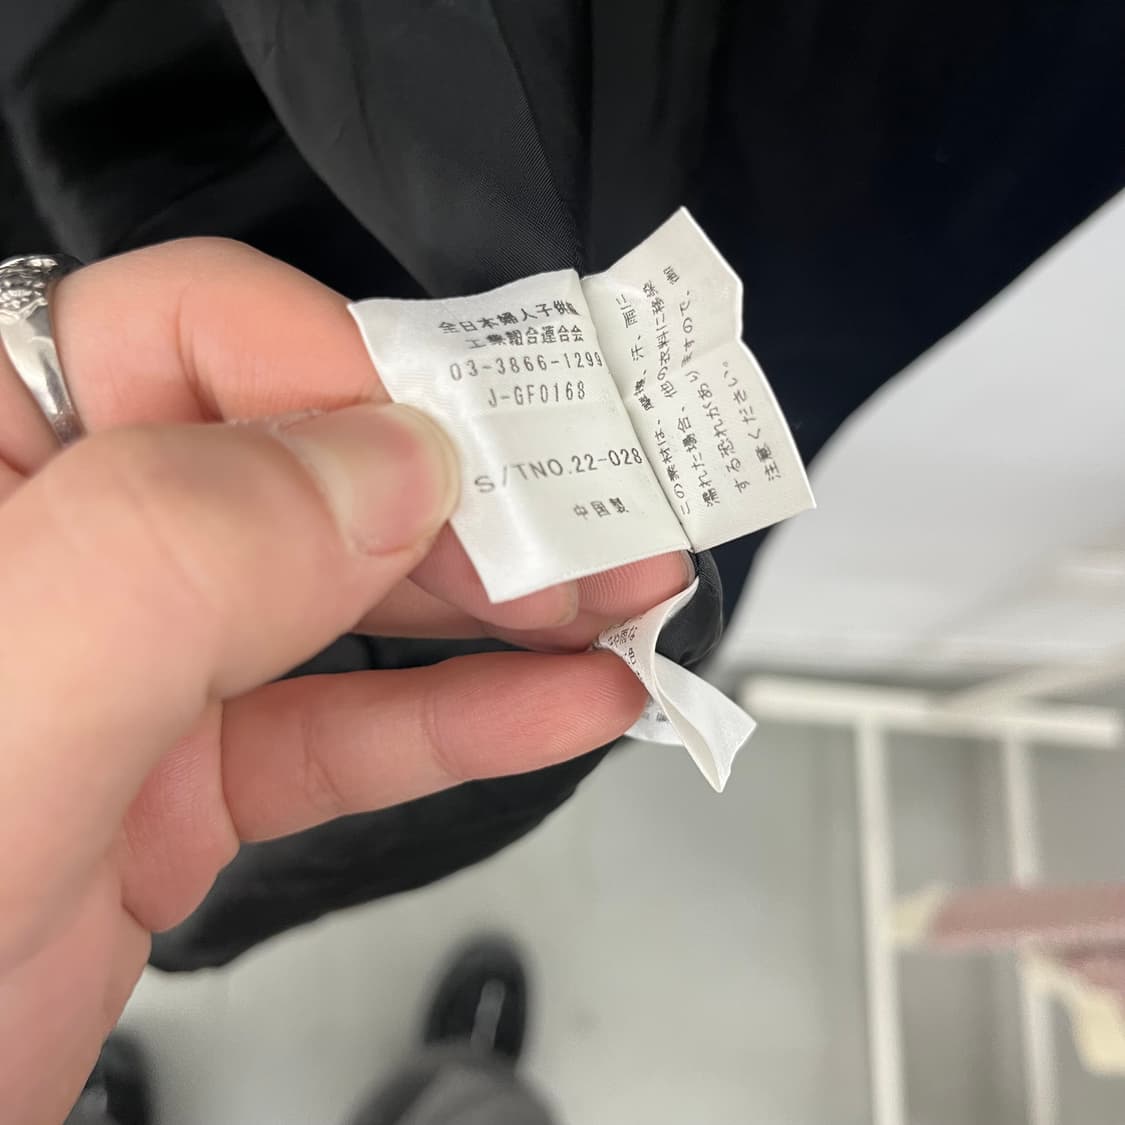 全日本婦人子供服
工業組合連合会
03-3866-1299
J-GF0168
S/TNO.22-028
中国製
この素材は、摩擦、汗、雨に
濡れた場合、他の衣料に移染
する恐れがありますので、
注意ください。